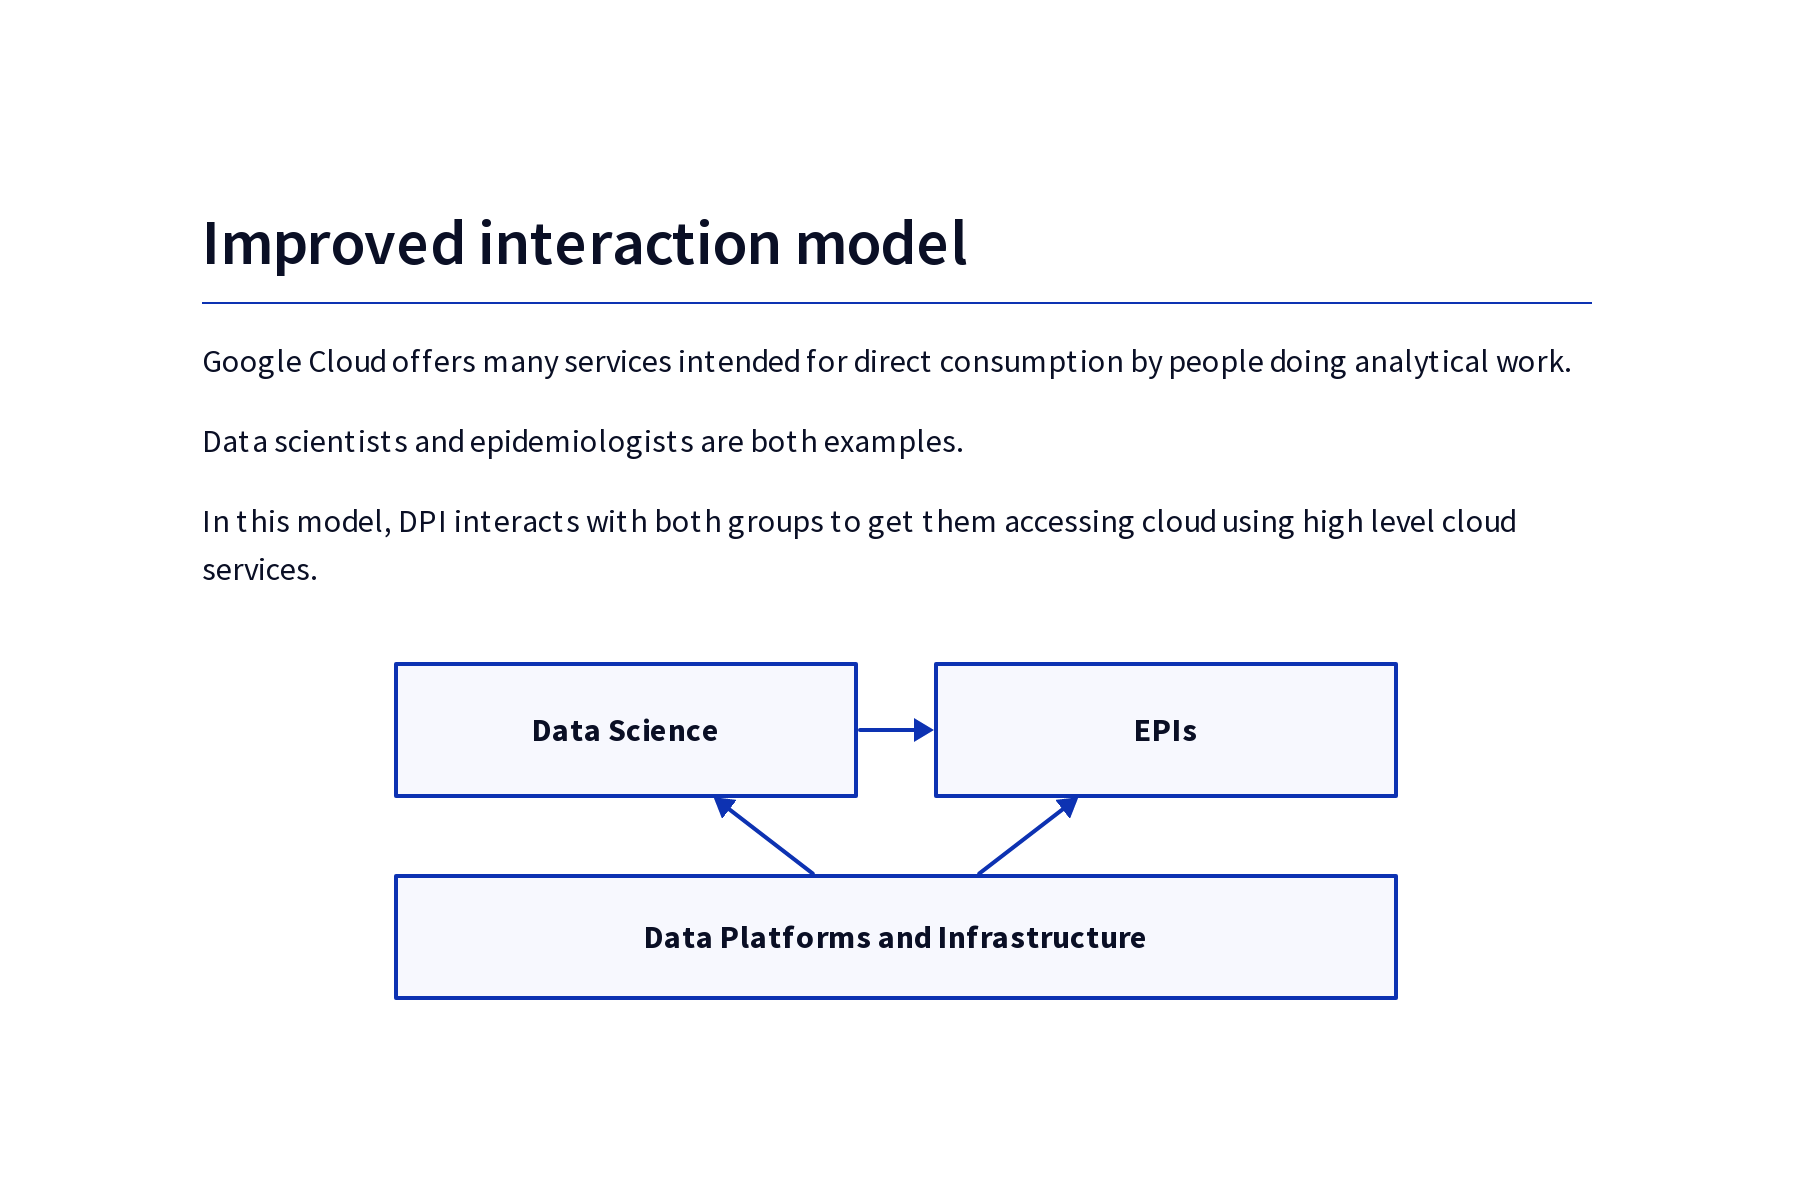 Improved interaction model
Google Cloud offers many services intended for direct consumption by people doing analytical work.
Data scientists and epidemiologists are both examples.
In this model, DPI interacts with both groups to get them accessing cloud using high level cloud
services.
Data Science
EPIs
Data Platforms and Infrastructure